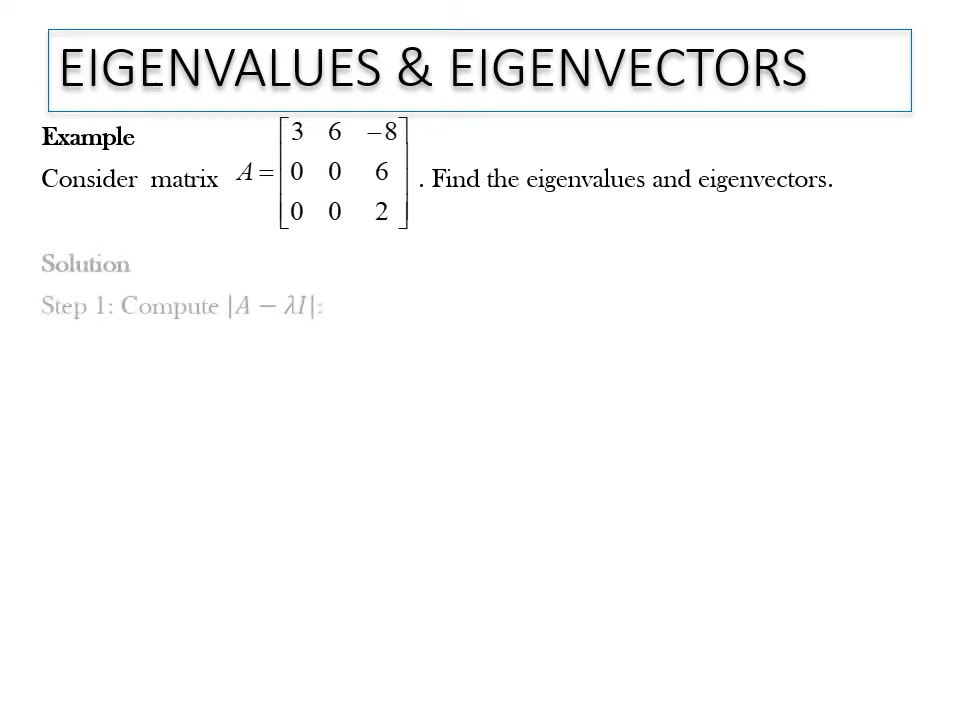 EIGENVALUES & EIGENVECTORS
Example
Consider matrix A = [3 6 −8; 0 0 6; 0 0 2]. Find the eigenvalues and eigenvectors.
Solution
Step 1: Compute |A − λI|: